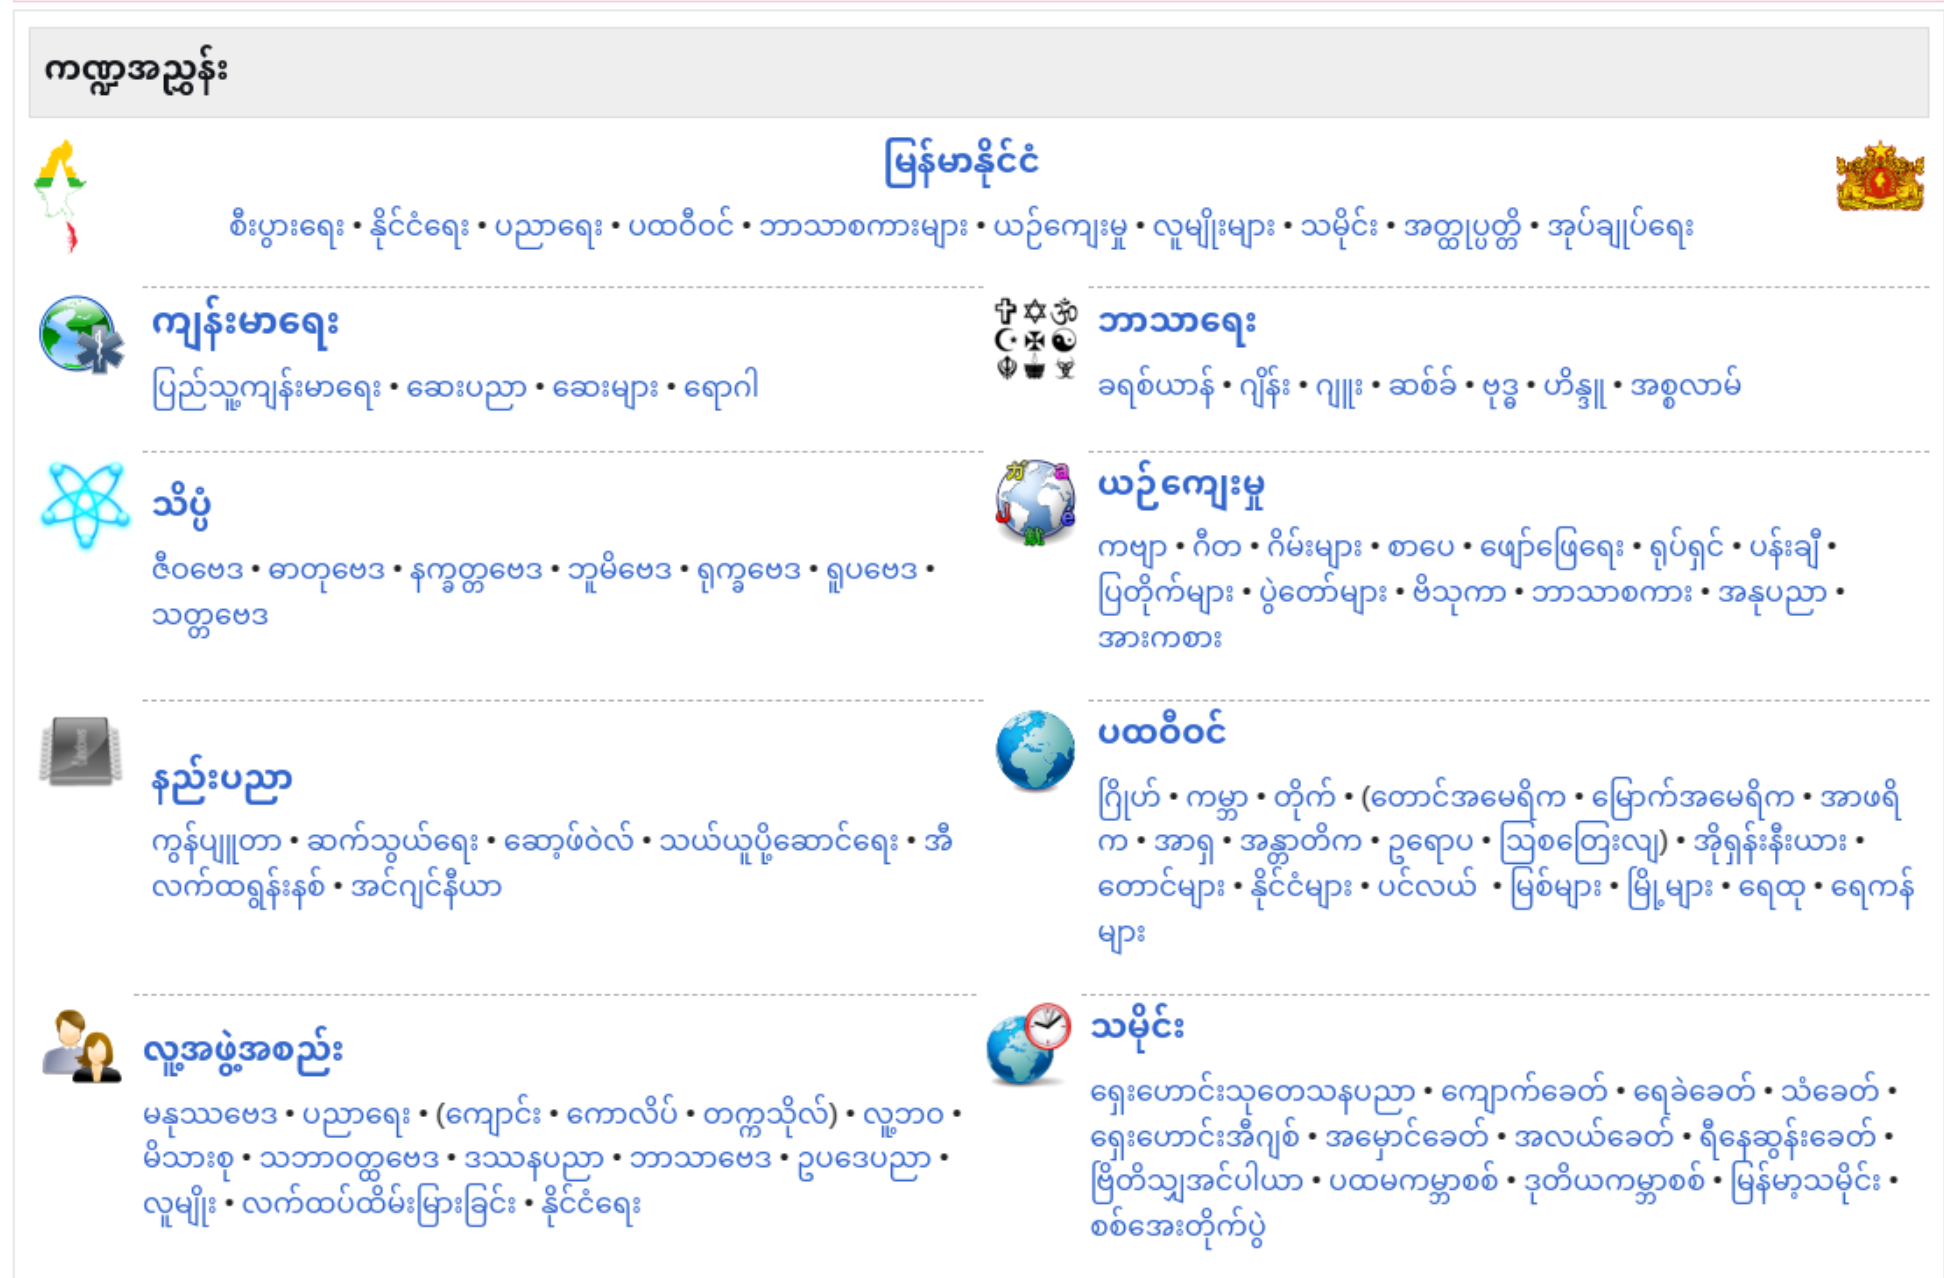 ကဏ္ဍအညွှန်း
မြန်မာနိုင်ငံ
စီးပွားရေး • နိုင်ငံရေး • ပညာရေး • ပထဝီဝင် • ဘာသာစကားများ • ယဉ်ကျေးမှု • လူမျိုးများ • သမိုင်း • အတ္ထုပ္ပတ္တိ • အုပ်ချုပ်ရေး
ကျန်းမာရေး
ပြည်သူ့ကျန်းမာရေး • ဆေးပညာ • ဆေးများ • ရောဂါ
ဘာသာရေး
ခရစ်ယာန် • ဂျိန်း • ဂျူး • ဆစ်ခ် • ဗုဒ္ဓ • ဟိန္ဒူ • အစ္စလာမ်
သိပ္ပံ
ဇီဝဗေဒ • ဓာတုဗေဒ • နက္ခတ္တဗေဒ • ဘူမိဗေဒ • ရုက္ခဗေဒ • ရူပဗေဒ •
သတ္တဗေဒ
ယဉ်ကျေးမှု
ကဗျာ • ဂီတ • ဂိမ်းများ • စာပေ • ဖျော်ဖြေရေး • ရုပ်ရှင် • ပန်းချီ •
ပြတိုက်များ • ပွဲတော်များ • ဗိသုကာ • ဘာသာစကား • အနုပညာ •
အားကစား
နည်းပညာ
ကွန်ပျူတာ • ဆက်သွယ်ရေး • ဆော့ဖ်ဝဲလ် • သယ်ယူပို့ဆောင်ရေး • အီ
လက်ထရွန်းနစ် • အင်ဂျင်နီယာ
ပထဝီဝင်
ဂြိုဟ် • ကမ္ဘာ • တိုက် • (တောင်အမေရိက • မြောက်အမေရိက • အာဖရိ
က • အာရှ • အန္တာတိက • ဥရောပ • ဩစတြေးလျ) • အိုရှန်းနီးယား •
တောင်များ • နိုင်ငံများ • ပင်လယ် • မြစ်များ • မြို့များ • ရေထု • ရေကန်
များ
လူ့အဖွဲ့အစည်း
မနုဿဗေဒ • ပညာရေး • (ကျောင်း • ကောလိပ် • တက္ကသိုလ်) • လူ့ဘဝ •
မိသားစု • သဘာဝတ္ထဗေဒ • ဒဿနပညာ • ဘာသာဗေဒ • ဥပဒေပညာ •
လူမျိုး • လက်ထပ်ထိမ်းမြားခြင်း • နိုင်ငံရေး
သမိုင်း
ရှေးဟောင်းသုတေသနပညာ • ကျောက်ခေတ် • ရေခဲခေတ် • သံခေတ် •
ရှေးဟောင်းအီဂျစ် • အမှောင်ခေတ် • အလယ်ခေတ် • ရီနေဆွန်းခေတ် •
ဗြိတိသျှအင်ပါယာ • ပထမကမ္ဘာစစ် • ဒုတိယကမ္ဘာစစ် • မြန်မာ့သမိုင်း •
စစ်အေးတိုက်ပွဲ